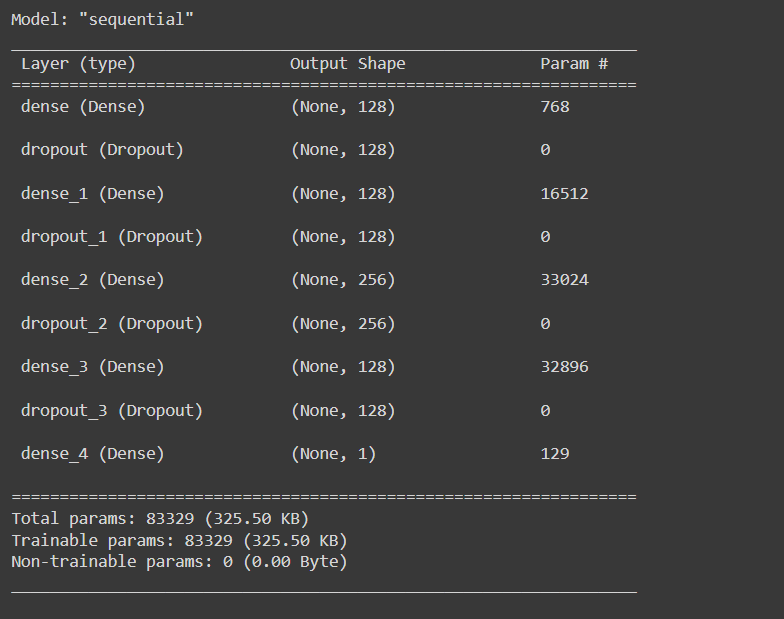 Model: "sequential"
Layer (type) Output Shape Param #
dense (Dense) (None, 128) 768
dropout (Dropout) (None, 128) 0
dense_1 (Dense) (None, 128) 16512
dropout_1 (Dropout) (None, 128) 0
dense_2 (Dense) (None, 256) 33024
dropout_2 (Dropout) (None, 256) 0
dense_3 (Dense) (None, 128) 32896
dropout_3 (Dropout) (None, 128) 0
dense_4 (Dense) (None, 1) 129
Total params: 83329 (325.50 KB)
Trainable params: 83329 (325.50 KB)
Non-trainable params: 0 (0.00 Byte)